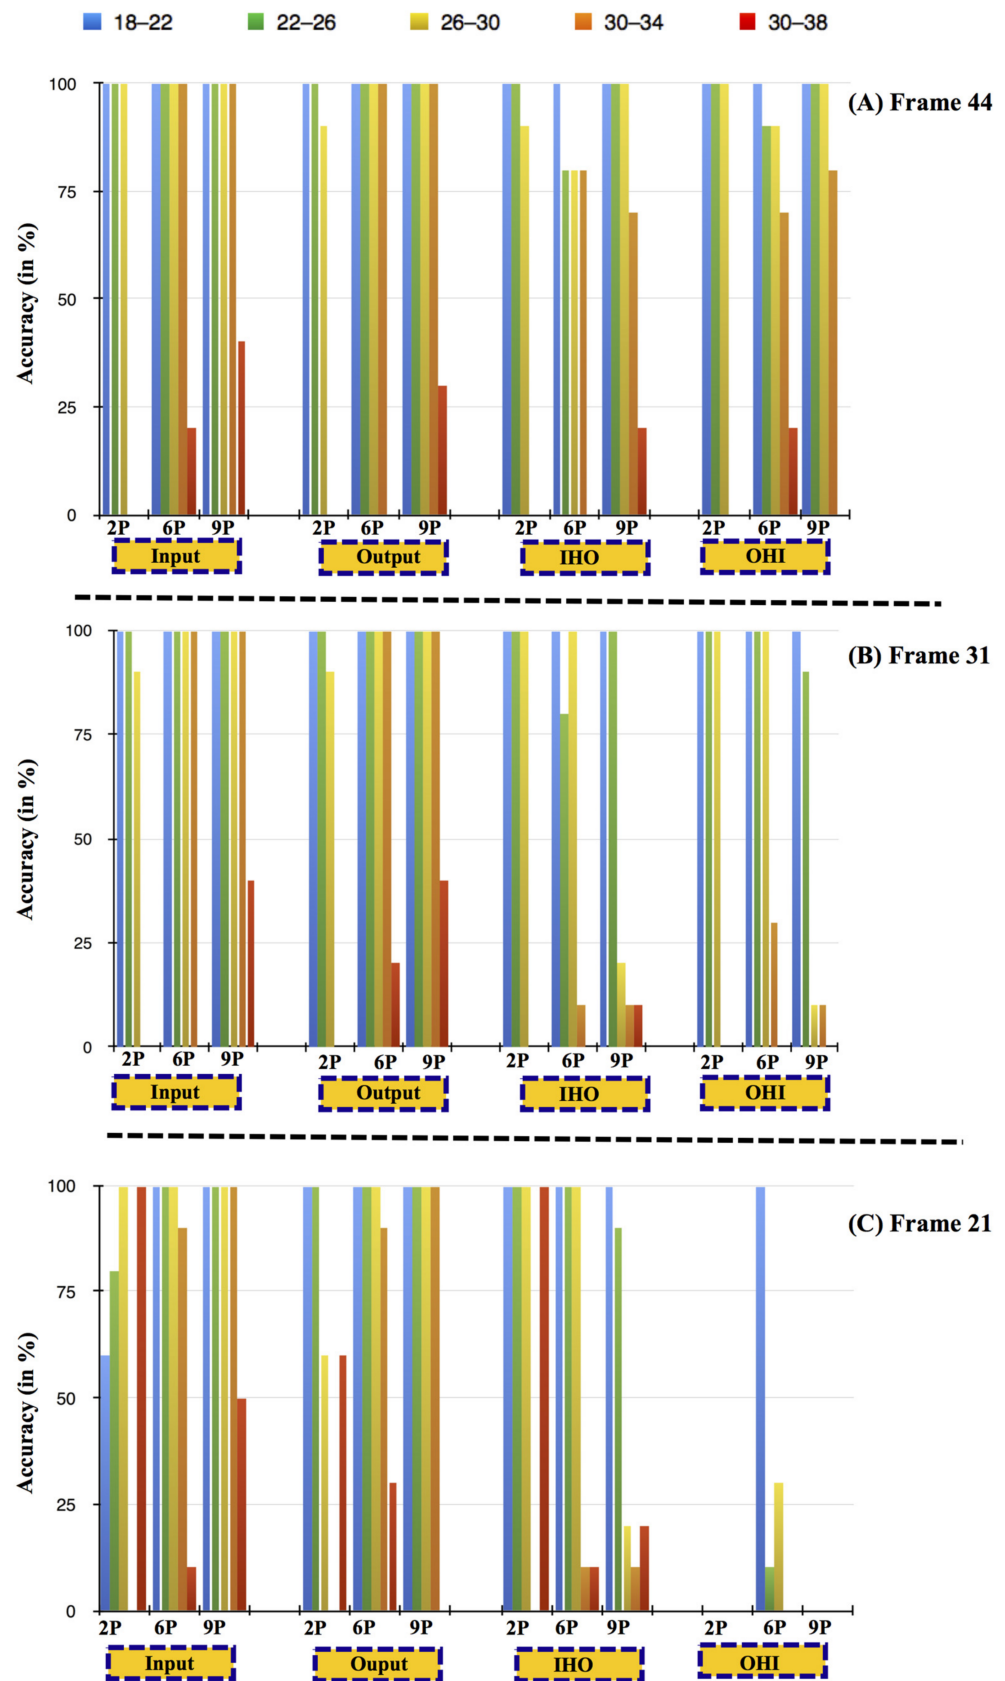 18–22 22–26 26–30 30–34 30–38
(A) Frame 44
Accuracy (in %)
100
75
50
25
0
2P 6P 9P 2P 6P 9P 2P 6P 9P 2P 6P 9P
Input Output IHO OHI
(B) Frame 31
Accuracy (in %)
100
75
50
25
0
2P 6P 9P 2P 6P 9P 2P 6P 9P 2P 6P 9P
Input Output IHO OHI
(C) Frame 21
Accuracy (in %)
100
75
50
25
0
2P 6P 9P 2P 6P 9P 2P 6P 9P 2P 6P 9P
Input Ouput IHO OHI